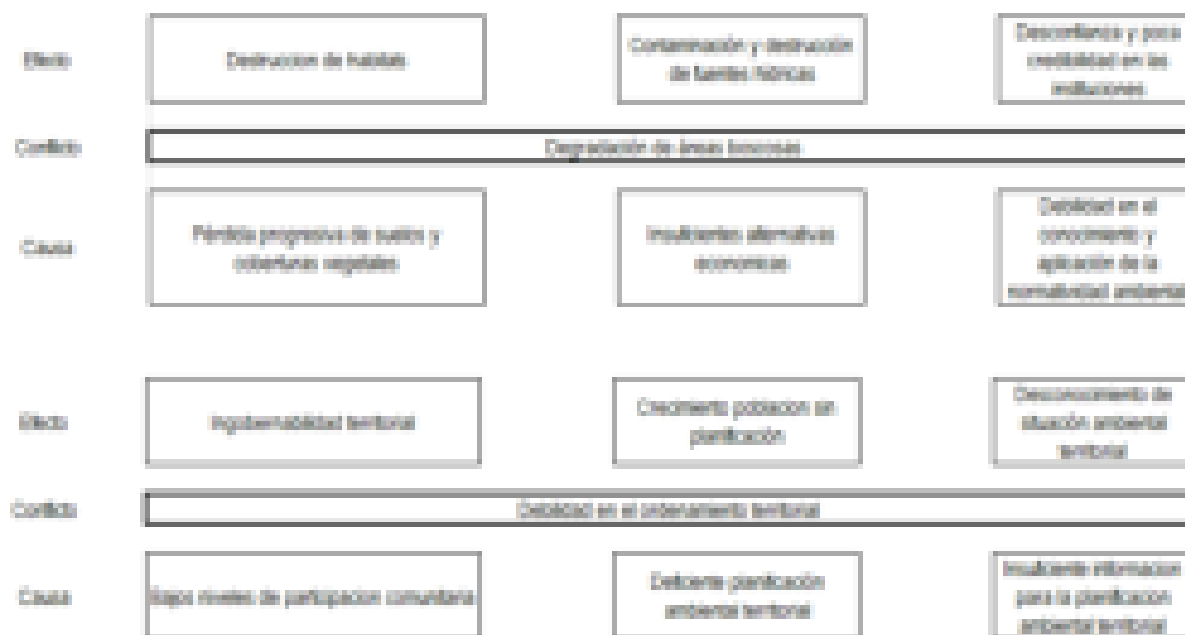 Efecto
Destruccion de habitats
Contaminación y destrucción
de fuentes hídricas
Desconfianza y poca
credibilidad en las
instituciones
Conflicto
Degradación de áreas boscosas
Causa
Pérdida progresiva de suelos y
coberturas vegetales
Insuficientes alternativas
economicas
Debilidad en el
conocimiento y
aplicación de la
normatividad ambiental
Efecto
Ingobernabilidad territorial
Crecimiento poblacion sin
planificación
Desconocimiento de
situación ambiental
territorial
Conflicto
Debilidad en el ordenamiento territorial
Causa
Bajos niveles de participacion comunitaria
Deficiente planificación
ambiental territorial
Insuficiente informacion
para la planificacion
ambiental territorial